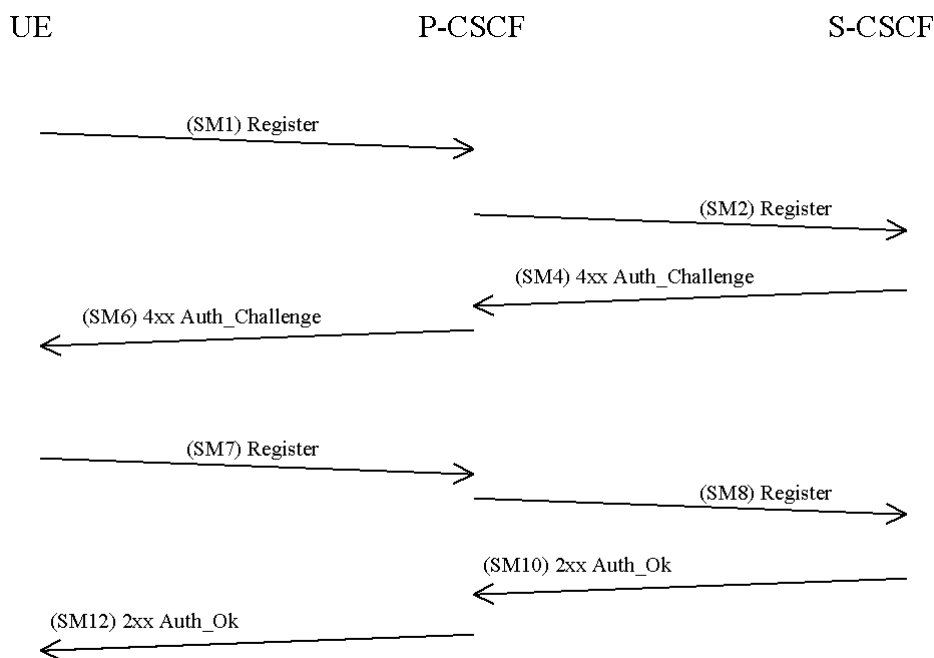 UE P-CSCF S-CSCF
(SM1) Register
(SM2) Register
(SM4) 4xx Auth_Challenge
(SM6) 4xx Auth_Challenge
(SM7) Register
(SM8) Register
(SM10) 2xx Auth_Ok
(SM12) 2xx Auth_Ok